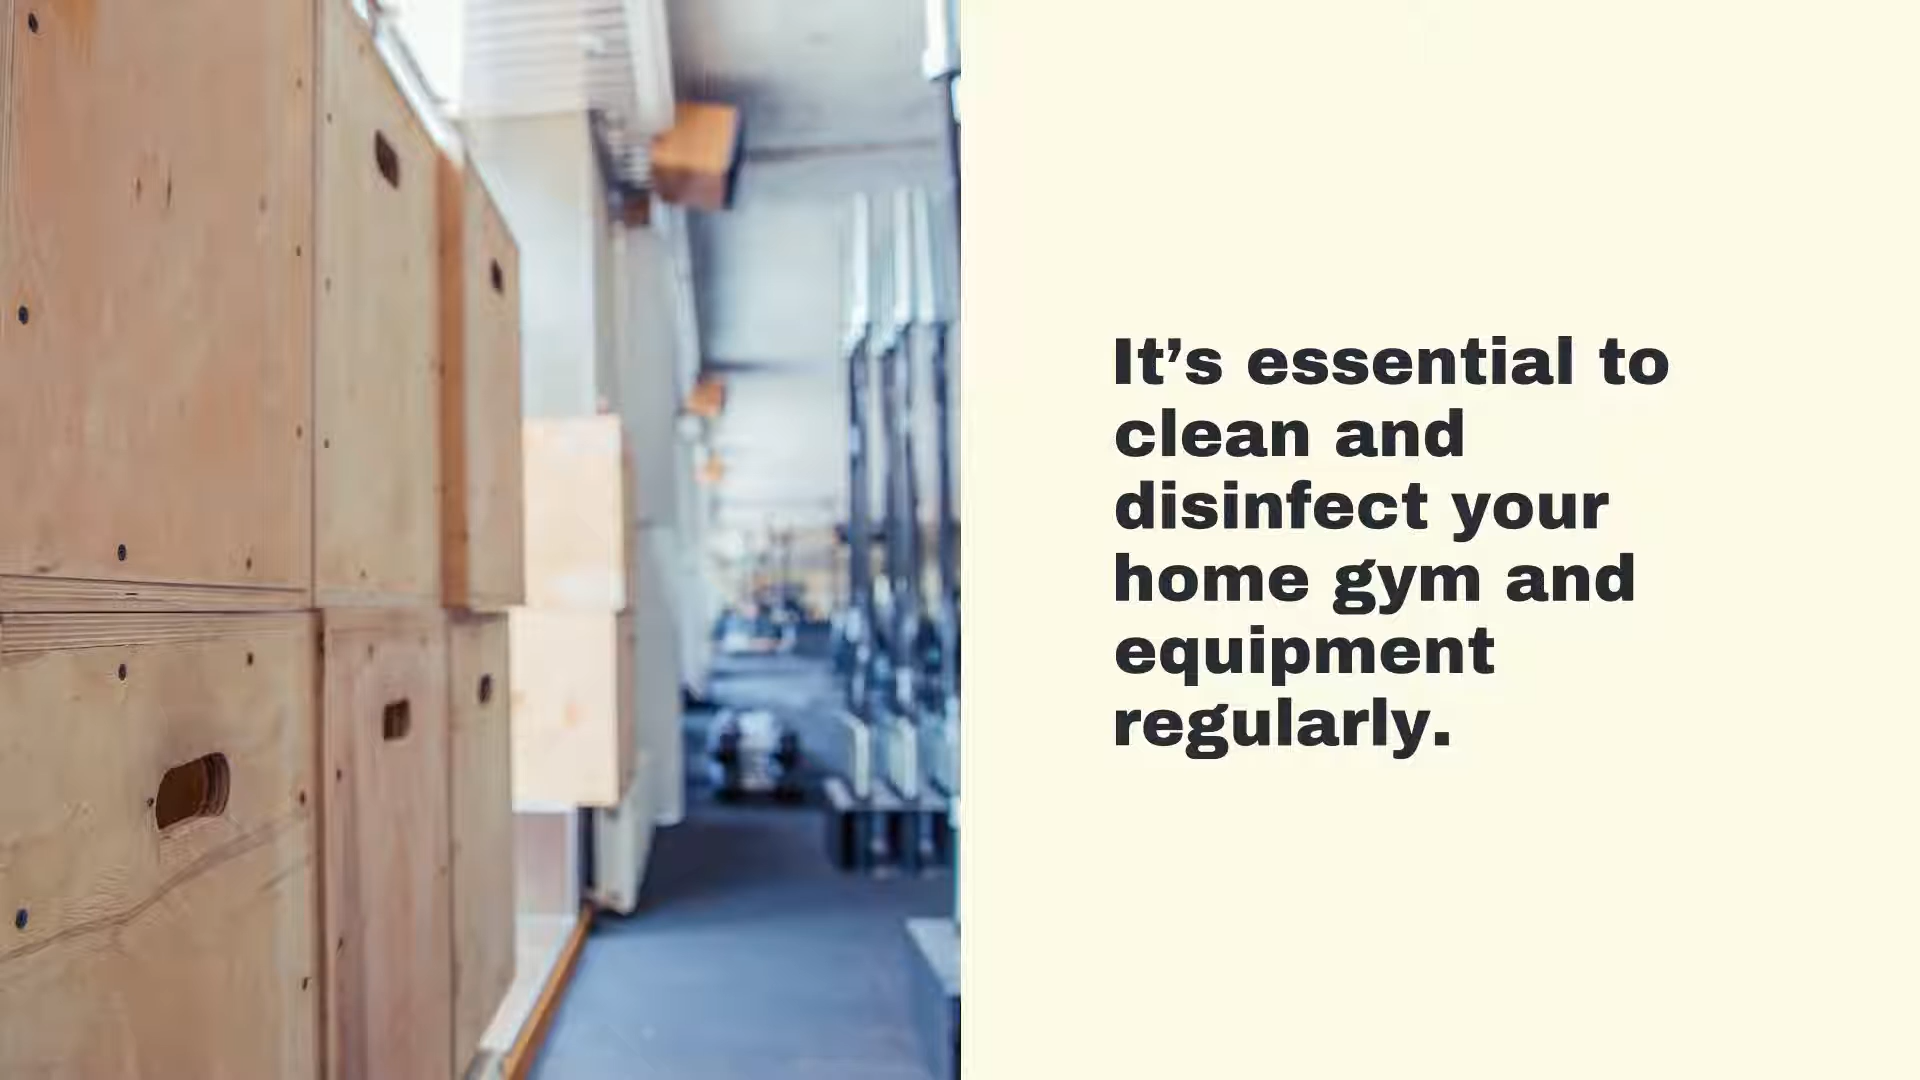 It’s essential to
clean and
disinfect your
home gym and
equipment
regularly.